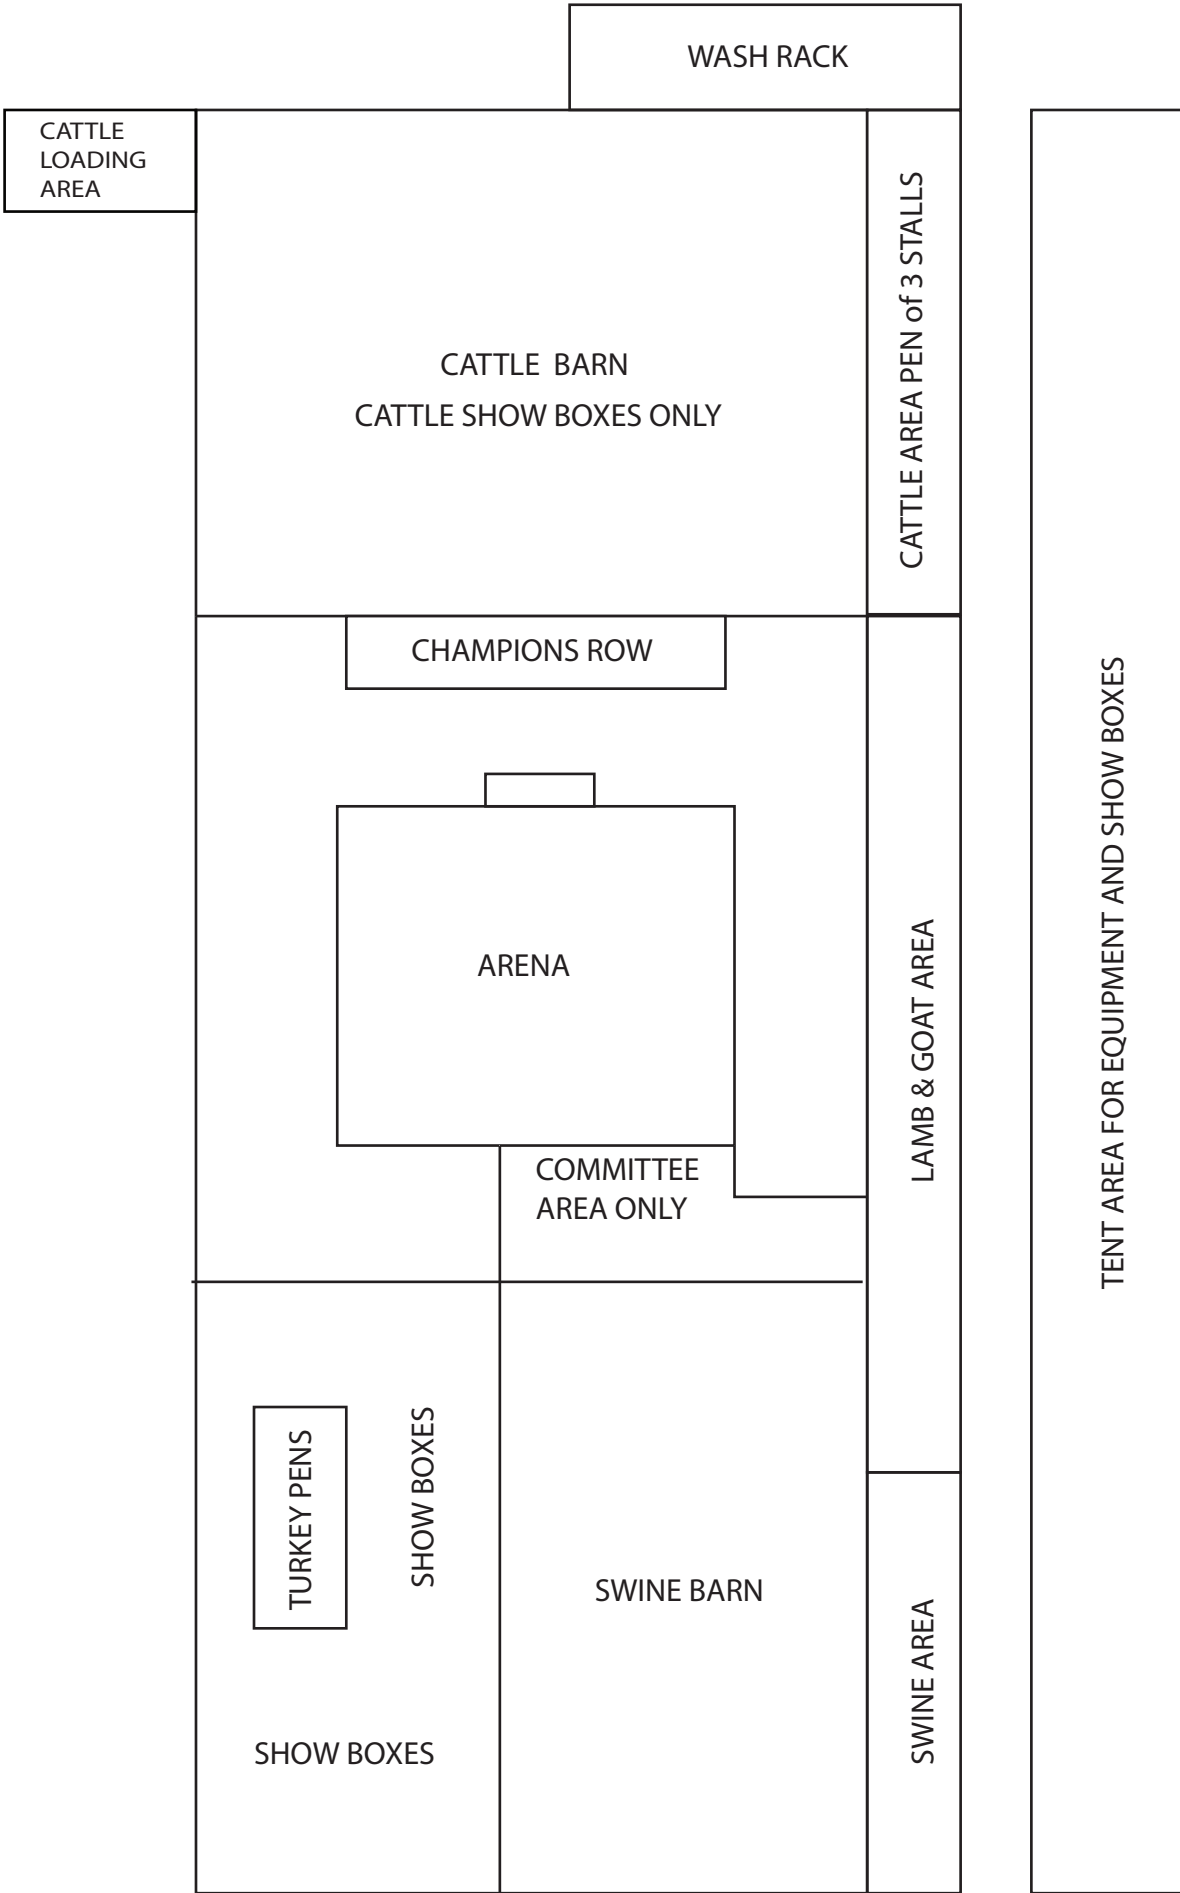 WASH RACK
CATTLE
LOADING
AREA
CATTLE BARN
CATTLE SHOW BOXES ONLY
CATTLE AREA PEN of 3 STALLS
CHAMPIONS ROW
ARENA
COMMITTEE
AREA ONLY
LAMB & GOAT AREA
TENT AREA FOR EQUIPMENT AND SHOW BOXES
TURKEY PENS
SHOW BOXES
SHOW BOXES
SWINE BARN
SWINE AREA